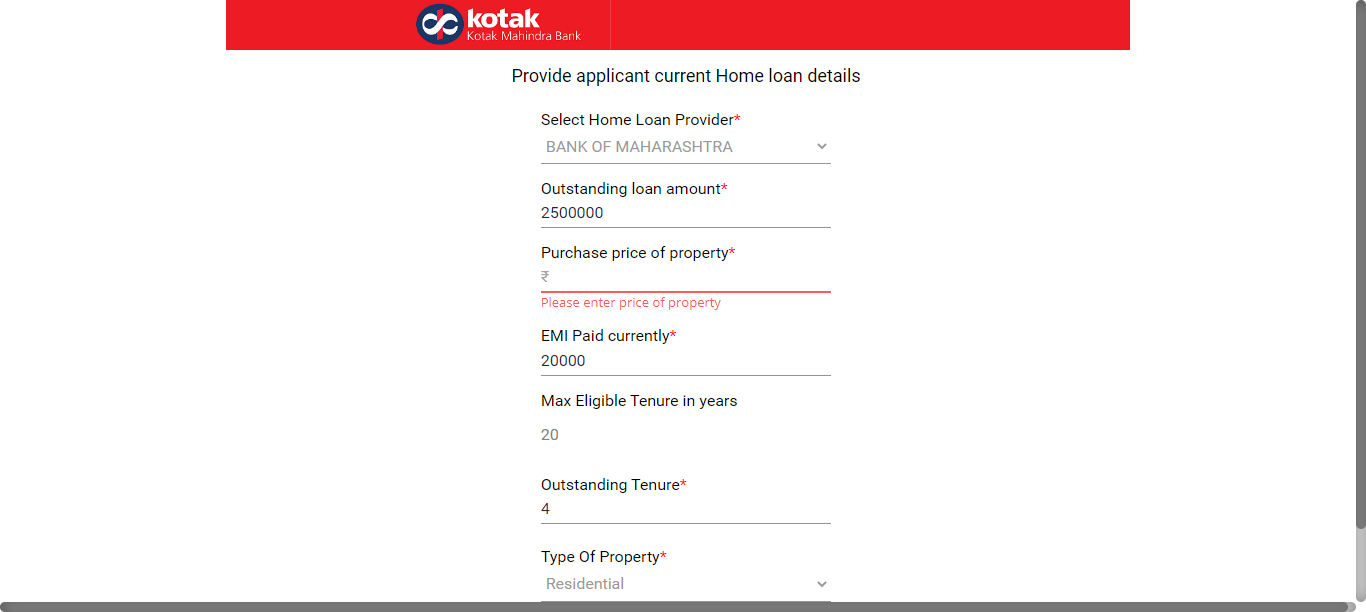 kotak
Kotak Mahindra Bank
Provide applicant current Home loan details
Select Home Loan Provider*
BANK OF MAHARASHTRA
Outstanding loan amount*
2500000
Purchase price of property*
₹
Please enter price of property
EMI Paid currently*
20000
Max Eligible Tenure in years
20
Outstanding Tenure*
4
Type Of Property*
Residential